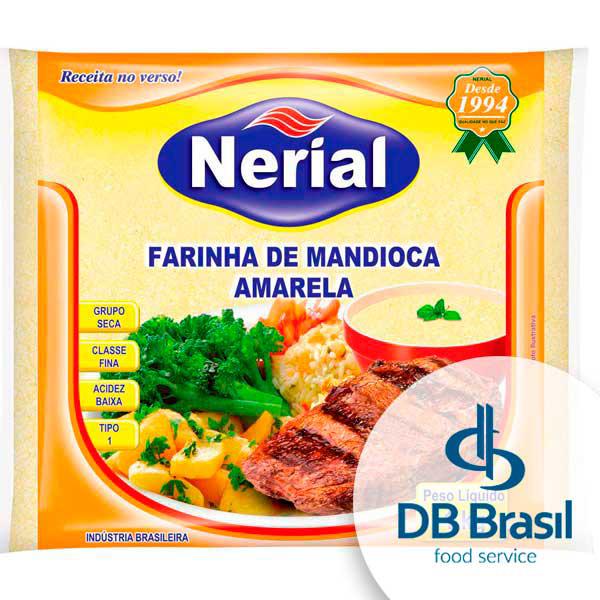 Receita no verso!
NERIAL
Desde
1994
QUALIDADE NO QUE FAZ
Nerial
FARINHA DE MANDIOCA
AMARELA
GRUPO
SECA
CLASSE
FINA
ACIDEZ
BAIXA
TIPO
1
Peso Líquido
INDÚSTRIA BRASILEIRA
DB Brasil
food service